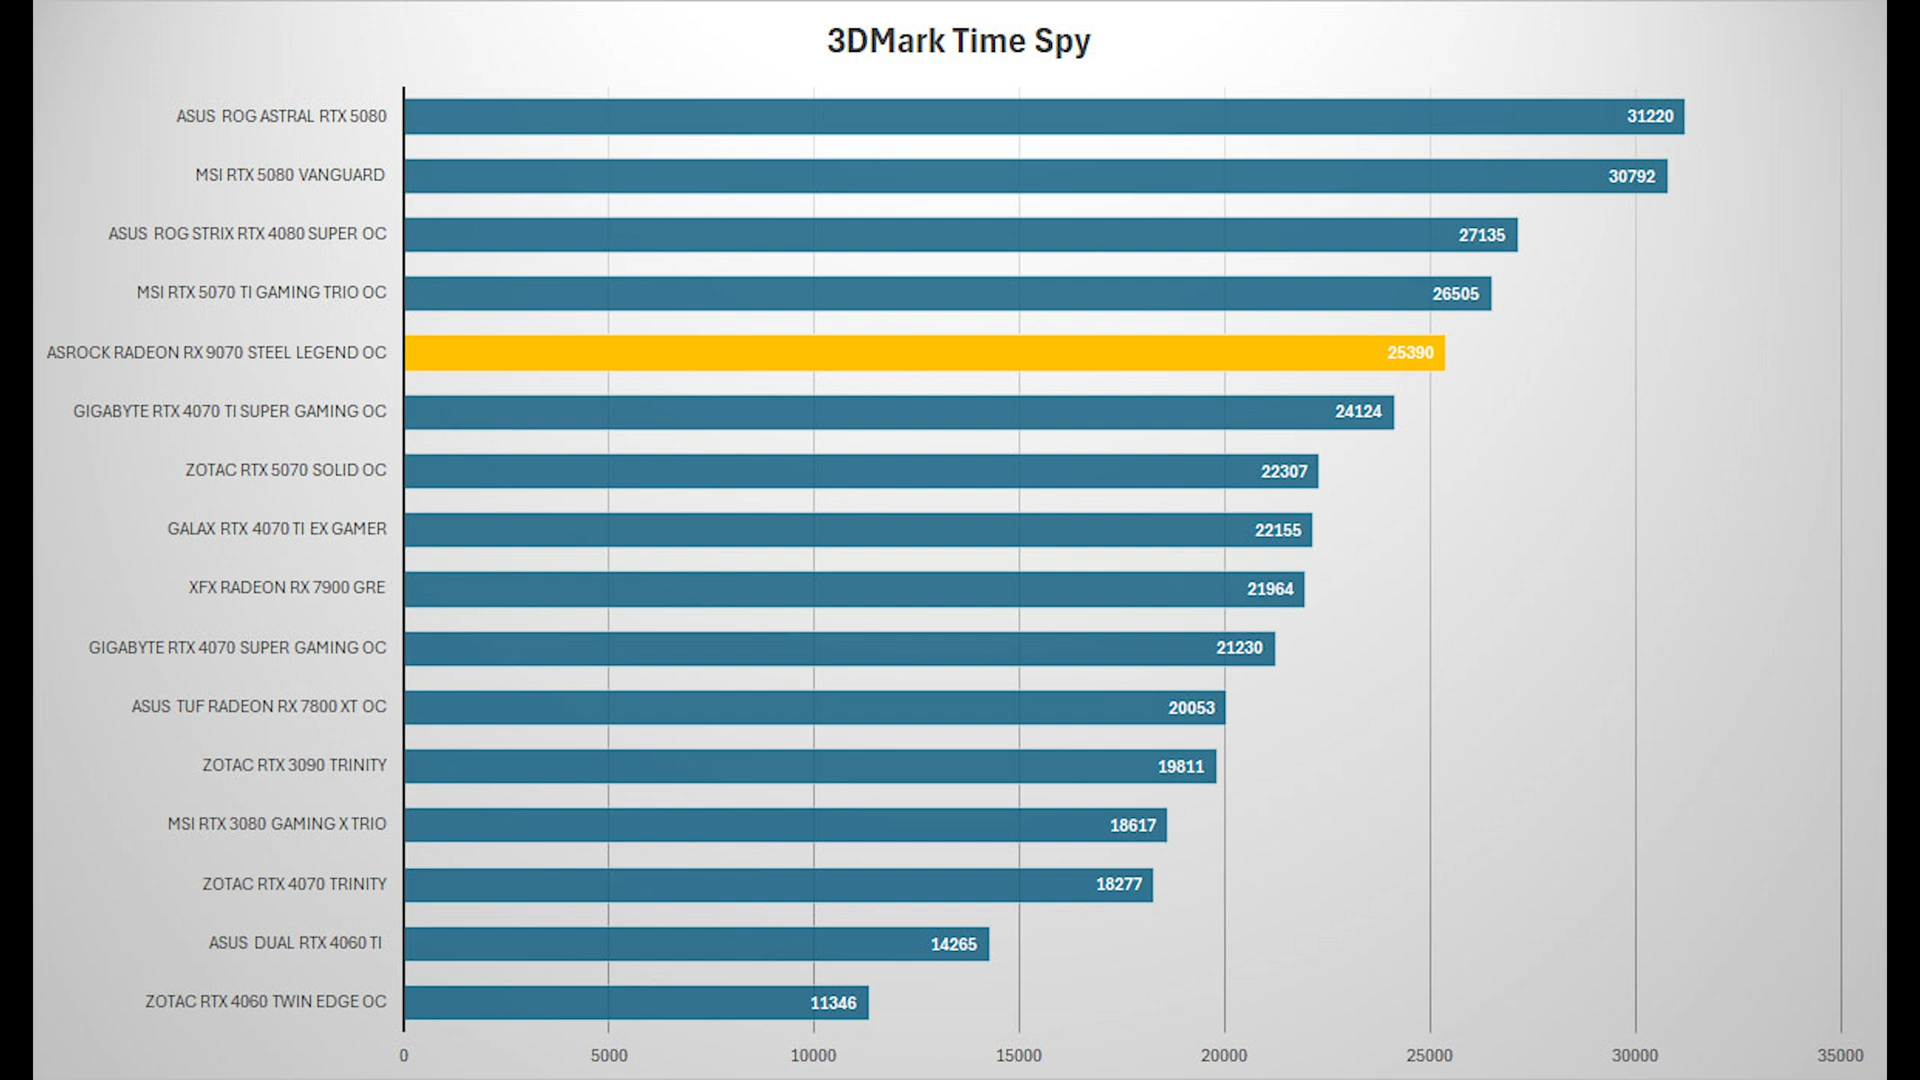 3DMark Time Spy
ASUS ROG ASTRAL RTX 5080 31220
MSI RTX 5080 VANGUARD 30792
ASUS ROG STRIX RTX 4080 SUPER OC 27135
MSI RTX 5070 TI GAMING TRIO OC 26505
ASROCK RADEON RX 9070 STEEL LEGEND OC 25390
GIGABYTE RTX 4070 TI SUPER GAMING OC 24124
ZOTAC RTX 5070 SOLID OC 22307
GALAX RTX 4070 TI EX GAMER 22155
XFX RADEON RX 7900 GRE 21964
GIGABYTE RTX 4070 SUPER GAMING OC 21230
ASUS TUF RADEON RX 7800 XT OC 20053
ZOTAC RTX 3090 TRINITY 19811
MSI RTX 3080 GAMING X TRIO 18617
ZOTAC RTX 4070 TRINITY 18277
ASUS DUAL RTX 4060 TI 14265
ZOTAC RTX 4060 TWIN EDGE OC 11346
0 5000 10000 15000 20000 25000 30000 35000